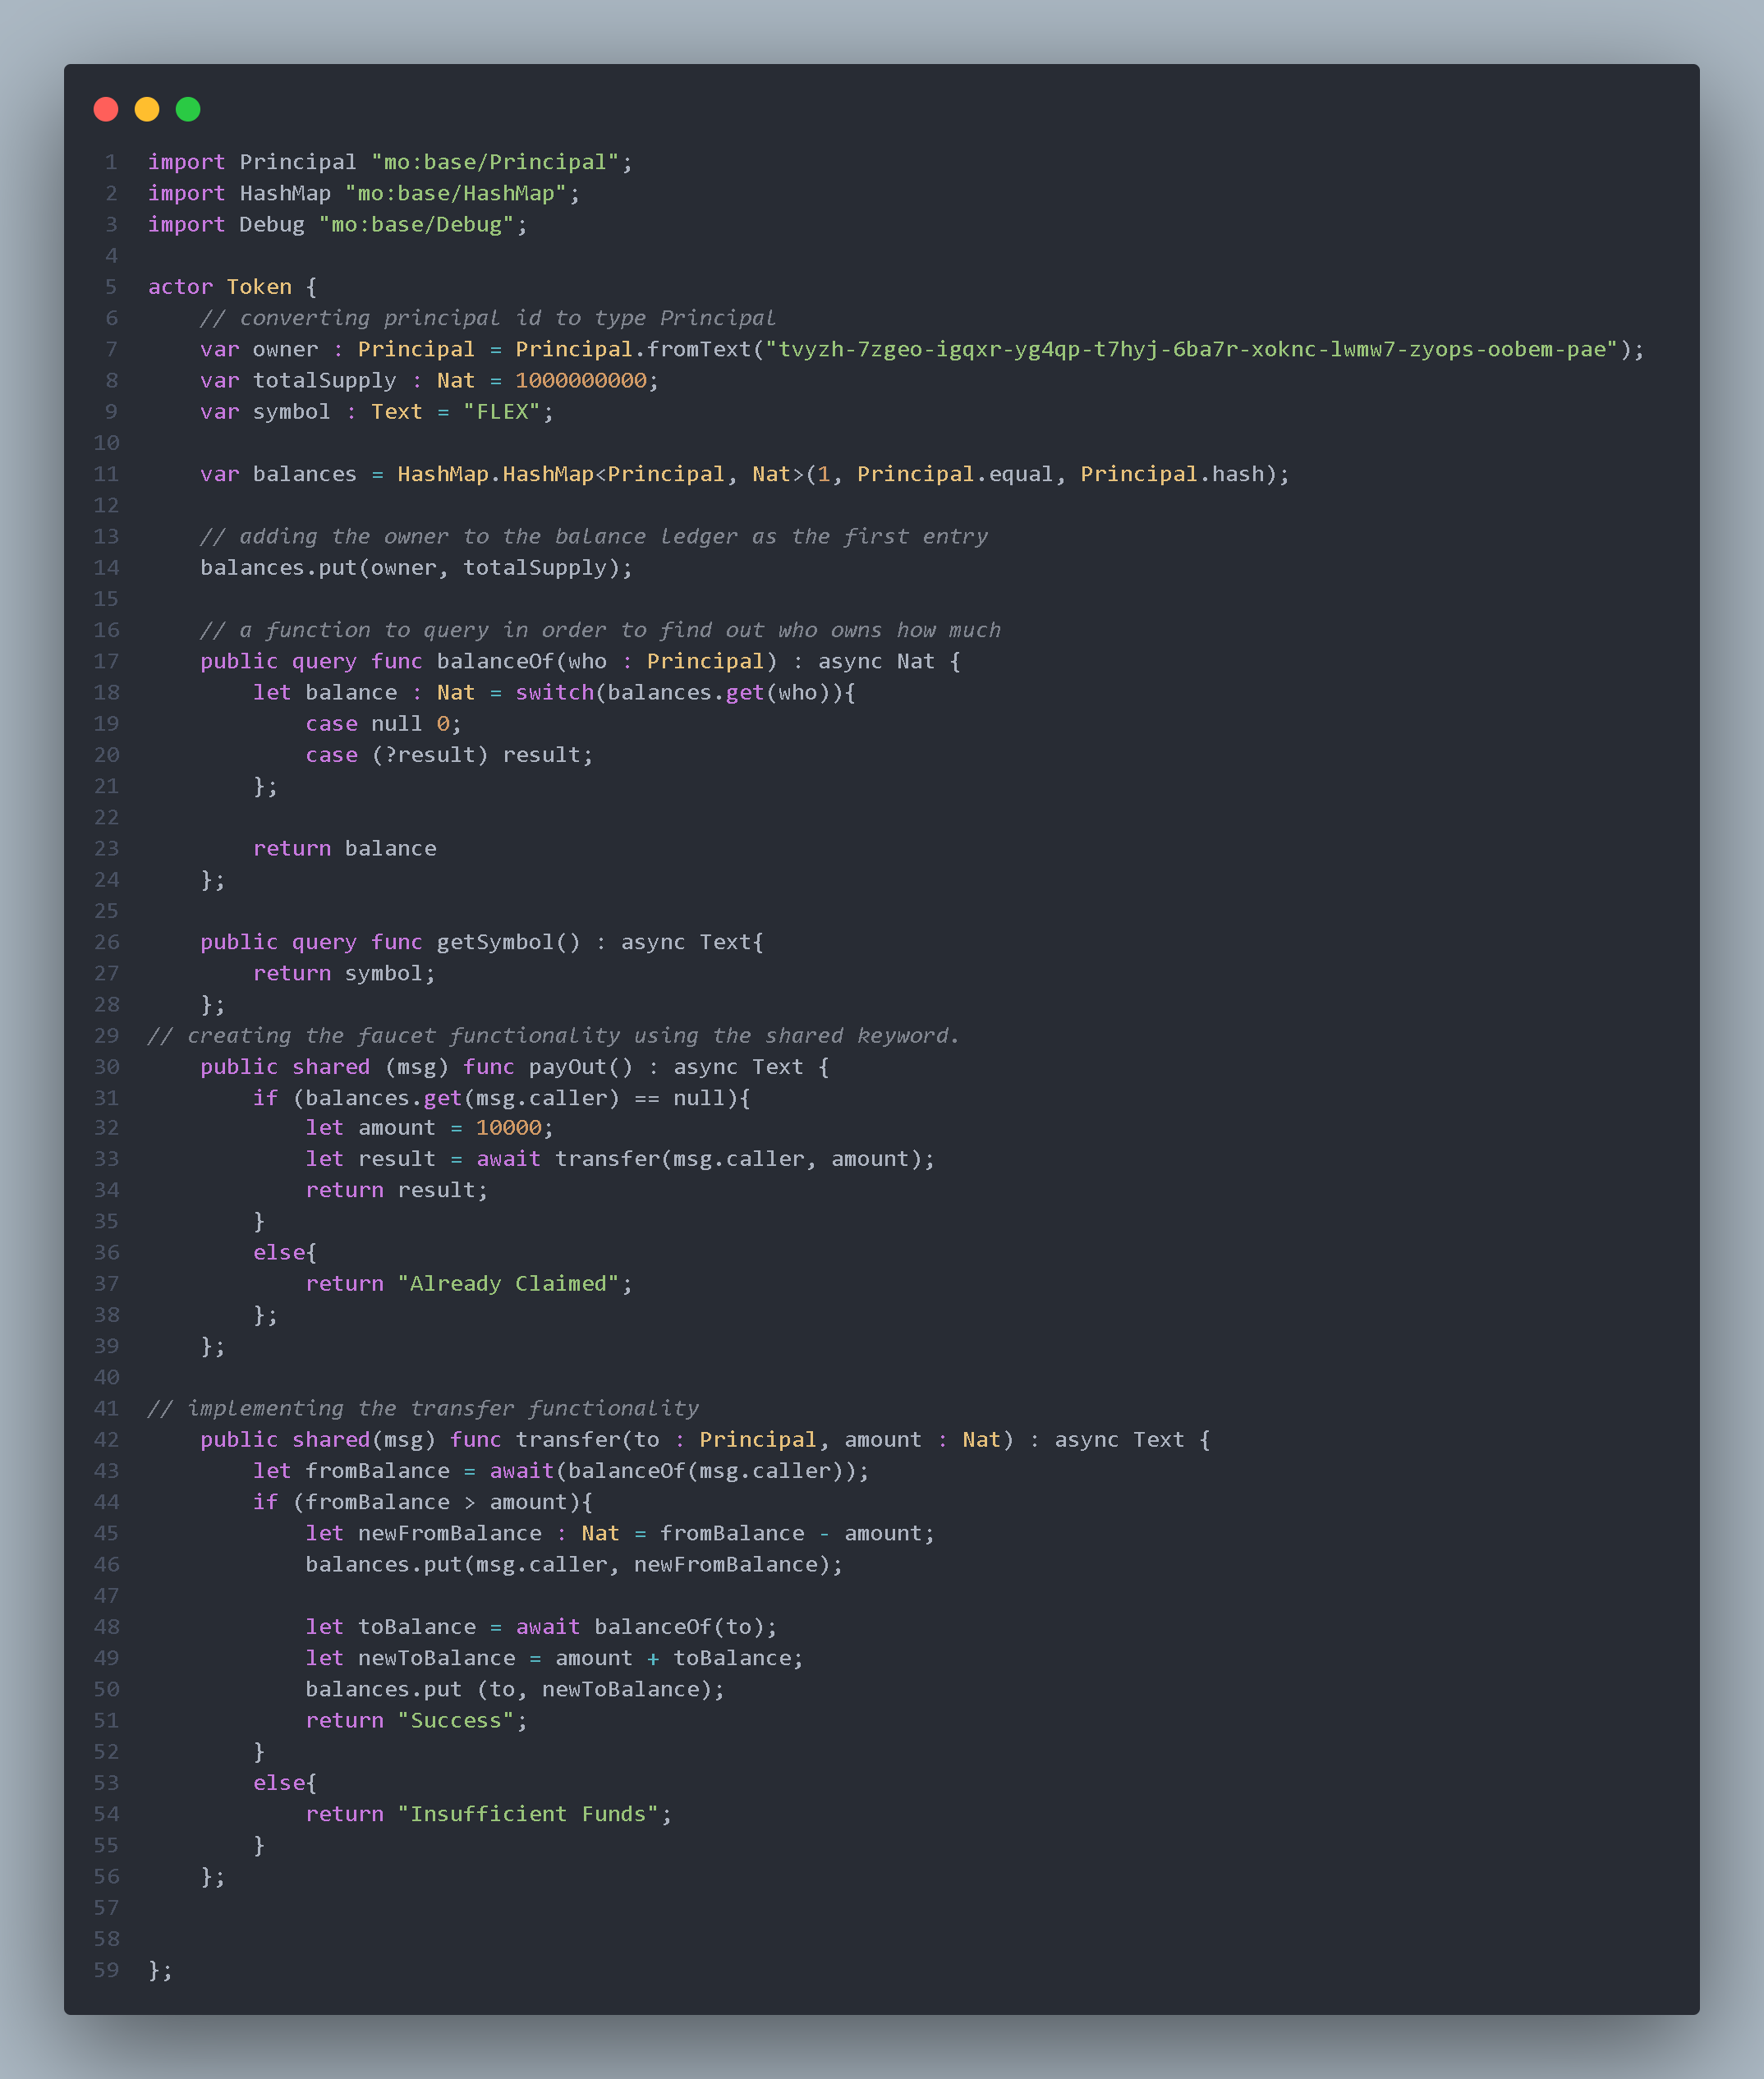 1 import Principal "mo:base/Principal";
2 import HashMap "mo:base/HashMap";
3 import Debug "mo:base/Debug";
4
5 actor Token {
6     // converting principal id to type Principal
7     var owner : Principal = Principal.fromText("tvyzh-7zgeo-igqxr-yg4qp-t7hyj-6ba7r-xoknc-lwmw7-zyops-oobem-pae");
8     var totalSupply : Nat = 1000000000;
9     var symbol : Text = "FLEX";
10
11     var balances = HashMap.HashMap<Principal, Nat>(1, Principal.equal, Principal.hash);
12
13     // adding the owner to the balance ledger as the first entry
14     balances.put(owner, totalSupply);
15
16     // a function to query in order to find out who owns how much
17     public query func balanceOf(who : Principal) : async Nat {
18         let balance : Nat = switch(balances.get(who)){
19             case null 0;
20             case (?result) result;
21         };
22
23         return balance
24     };
25
26     public query func getSymbol() : async Text{
27         return symbol;
28     };
29 // creating the faucet functionality using the shared keyword.
30     public shared (msg) func payOut() : async Text {
31         if (balances.get(msg.caller) == null){
32             let amount = 10000;
33             let result = await transfer(msg.caller, amount);
34             return result;
35         }
36         else{
37             return "Already Claimed";
38         };
39     };
40
41 // implementing the transfer functionality
42     public shared(msg) func transfer(to : Principal, amount : Nat) : async Text {
43         let fromBalance = await(balanceOf(msg.caller));
44         if (fromBalance > amount){
45             let newFromBalance : Nat = fromBalance - amount;
46             balances.put(msg.caller, newFromBalance);
47
48             let toBalance = await balanceOf(to);
49             let newToBalance = amount + toBalance;
50             balances.put (to, newToBalance);
51             return "Success";
52         }
53         else{
54             return "Insufficient Funds";
55         }
56     };
57
58
59 };